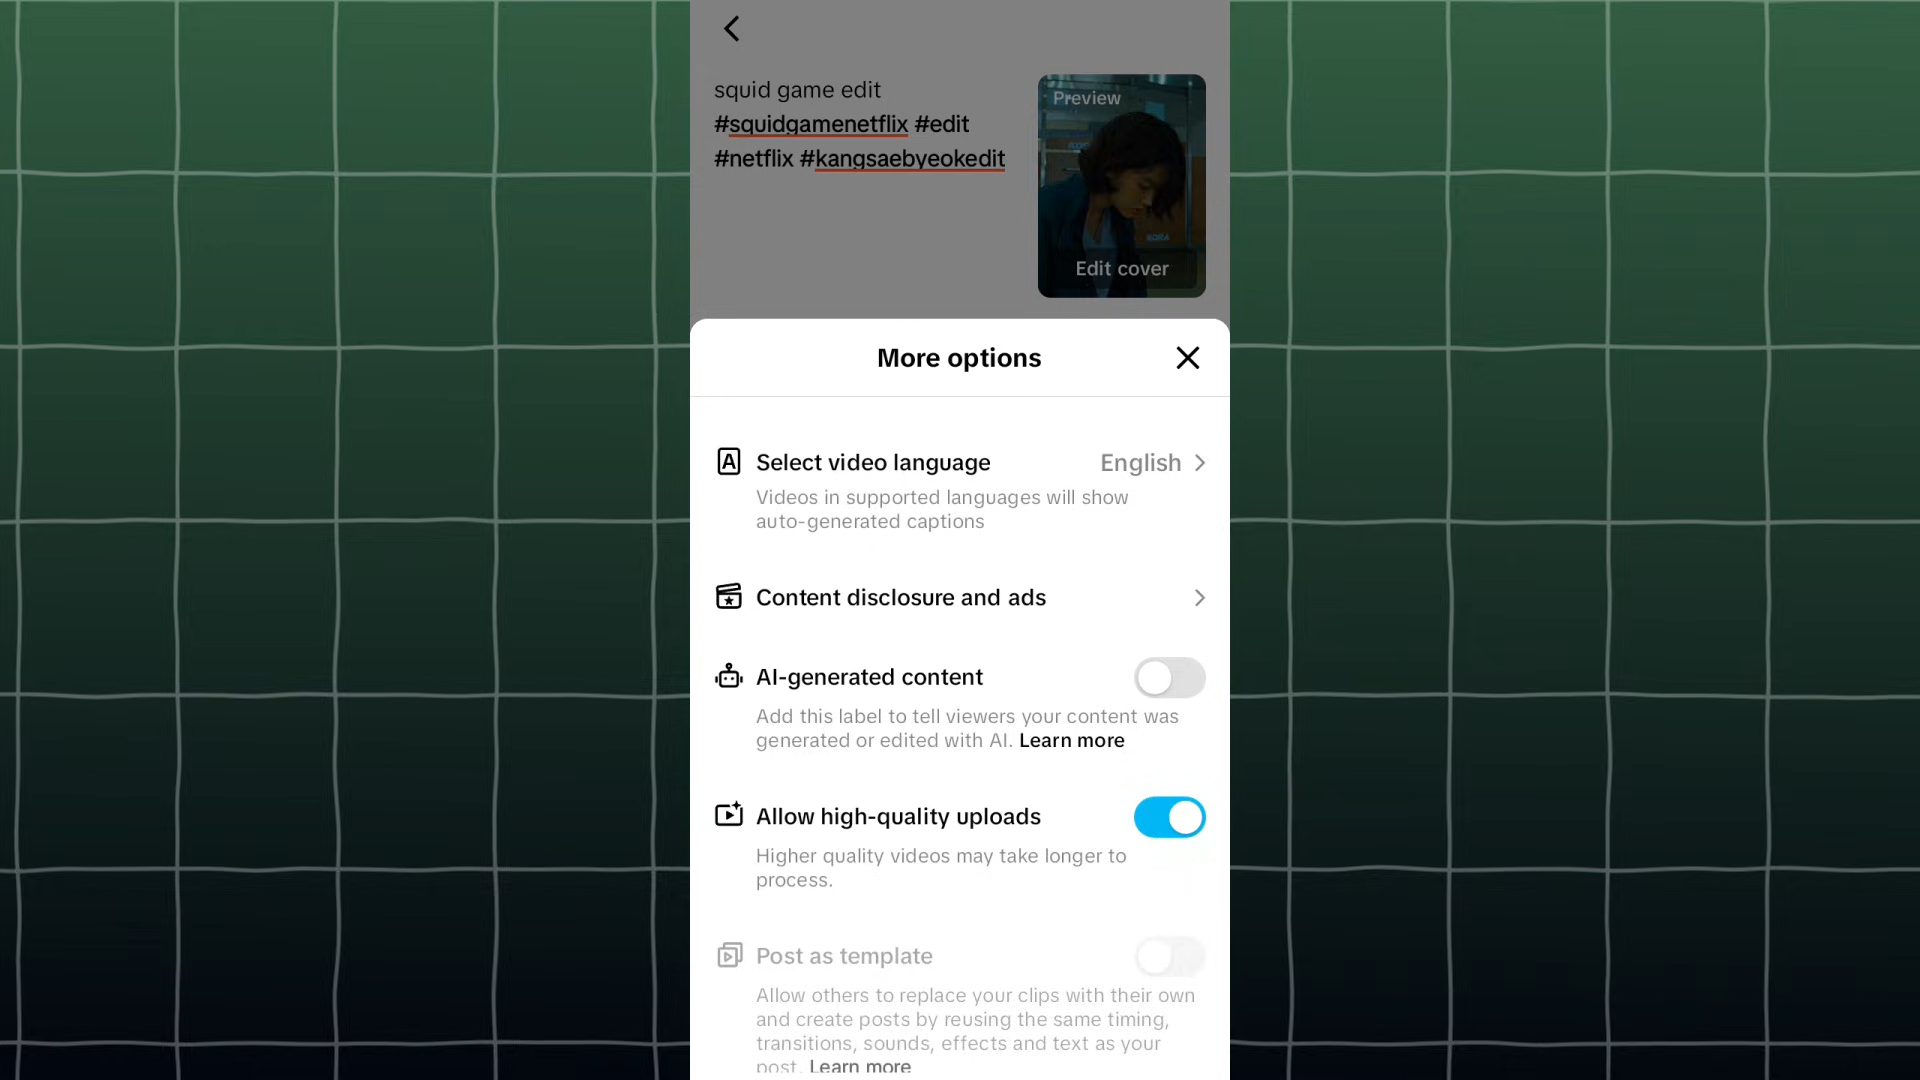 squid game edit
#squidgamenetflix #edit
#netflix #kangsaebyeokedit
Preview
Edit cover
More options
Select video language English
Videos in supported languages will show
auto-generated captions
Content disclosure and ads
AI-generated content
Add this label to tell viewers your content was
generated or edited with AI. Learn more
Allow high-quality uploads
Higher quality videos may take longer to
process.
Post as template
Allow others to replace your clips with their own
and create posts by reusing the same timing,
transitions, sounds, effects and text as your
post. Learn more